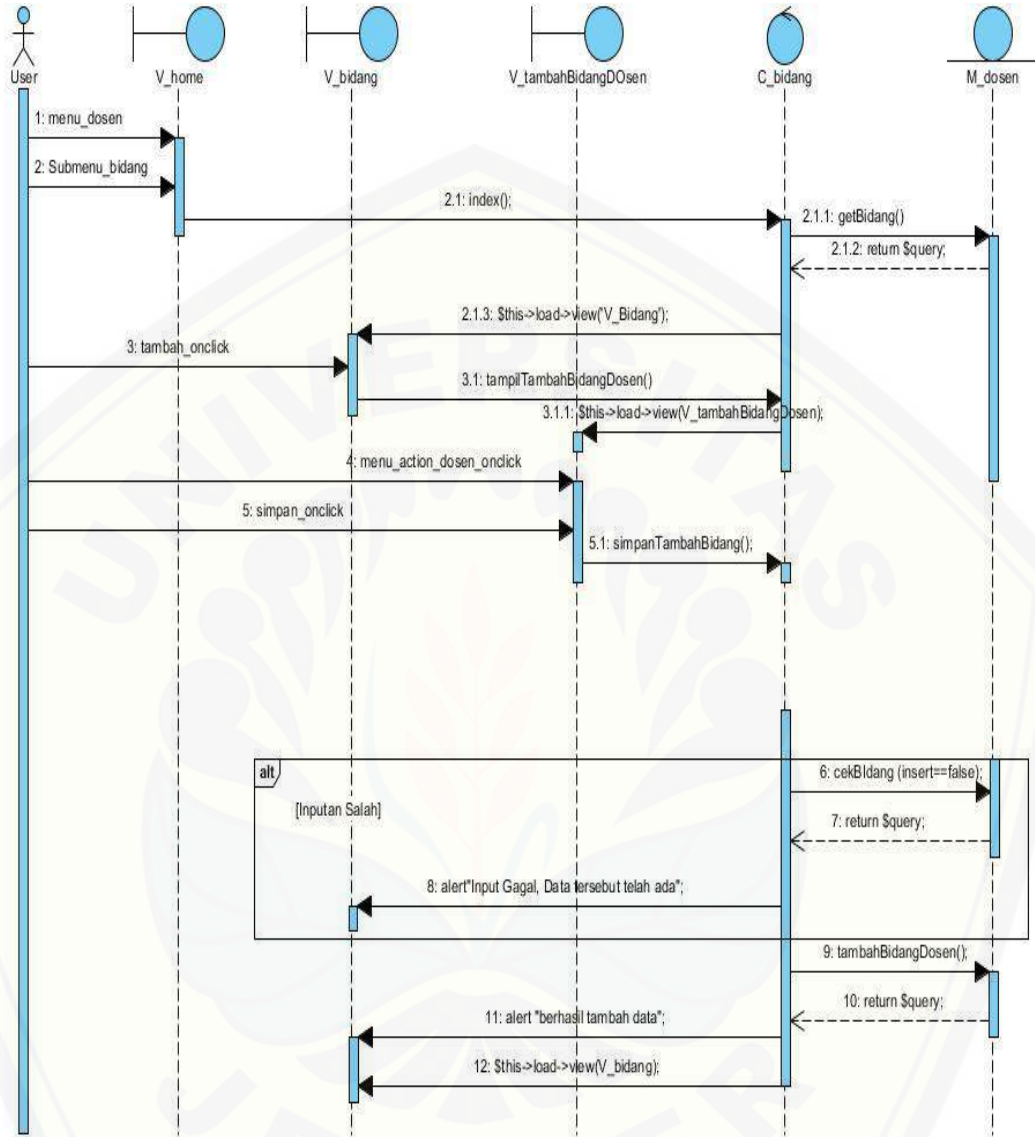 User
V_home
V_bidang
V_tambahBidangDOsen
C_bidang
M_dosen
1: menu_dosen
2: Submenu_bidang
2.1: index();
2.1.1: getBidang()
2.1.2: return $query;
2.1.3: $this->load->view('V_Bidang');
3: tambah_onclick
3.1: tampilTambahBidangDosen()
3.1.1: $this->load->view(V_tambahBidangDosen);
4: menu_action_dosen_onclick
5: simpan_onclick
5.1: simpanTambahBidang();
alt
6: cekBIdang (insert==false);
[Inputan Salah]
7: return $query;
8: alert"Input Gagal, Data tersebut telah ada";
9: tambahBidangDosen();
10: return $query;
11: alert "berhasil tambah data";
12: $this->load->view(V_bidang);
UNIVERSITAS